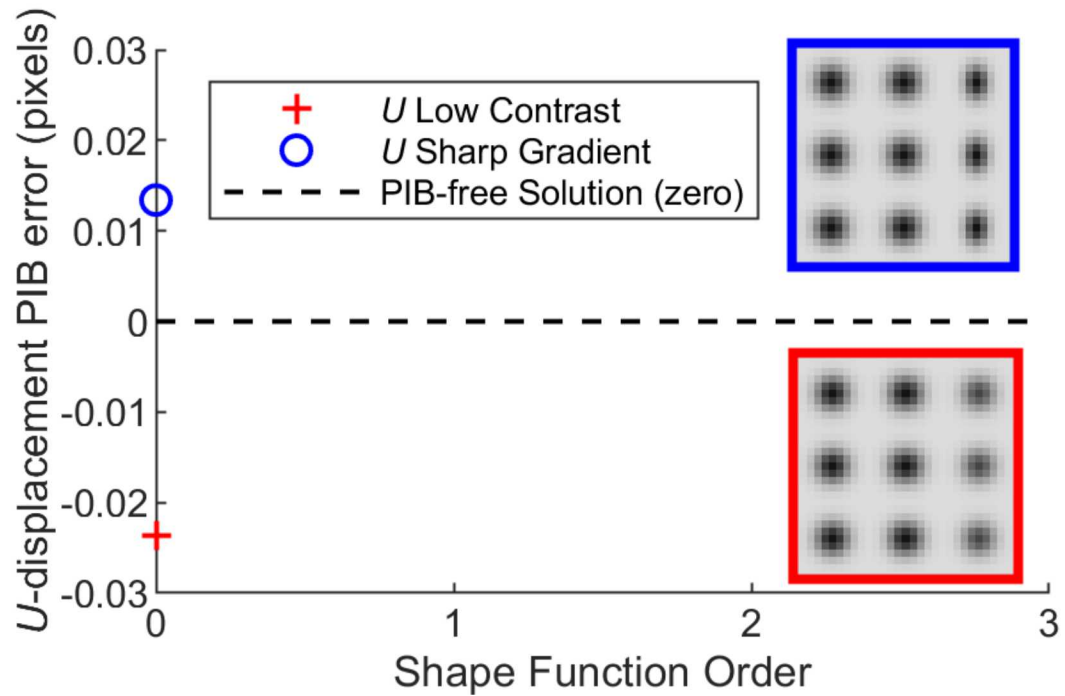 U-displacement PIB error (pixels)
0.03
0.02
0.01
0
-0.01
-0.02
-0.03
U Low Contrast
U Sharp Gradient
PIB-free Solution (zero)
0 1 2 3
Shape Function Order